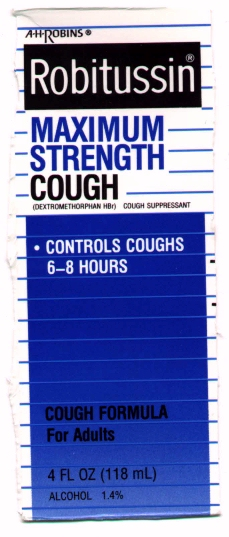 A·H·ROBINS ®
Robitussin®
MAXIMUM
STRENGTH
COUGH
(DEXTROMETHORPHAN HBr) COUGH SUPPRESSANT
• CONTROLS COUGHS
6–8 HOURS
COUGH FORMULA
For Adults
4 FL OZ (118 mL)
ALCOHOL 1.4%